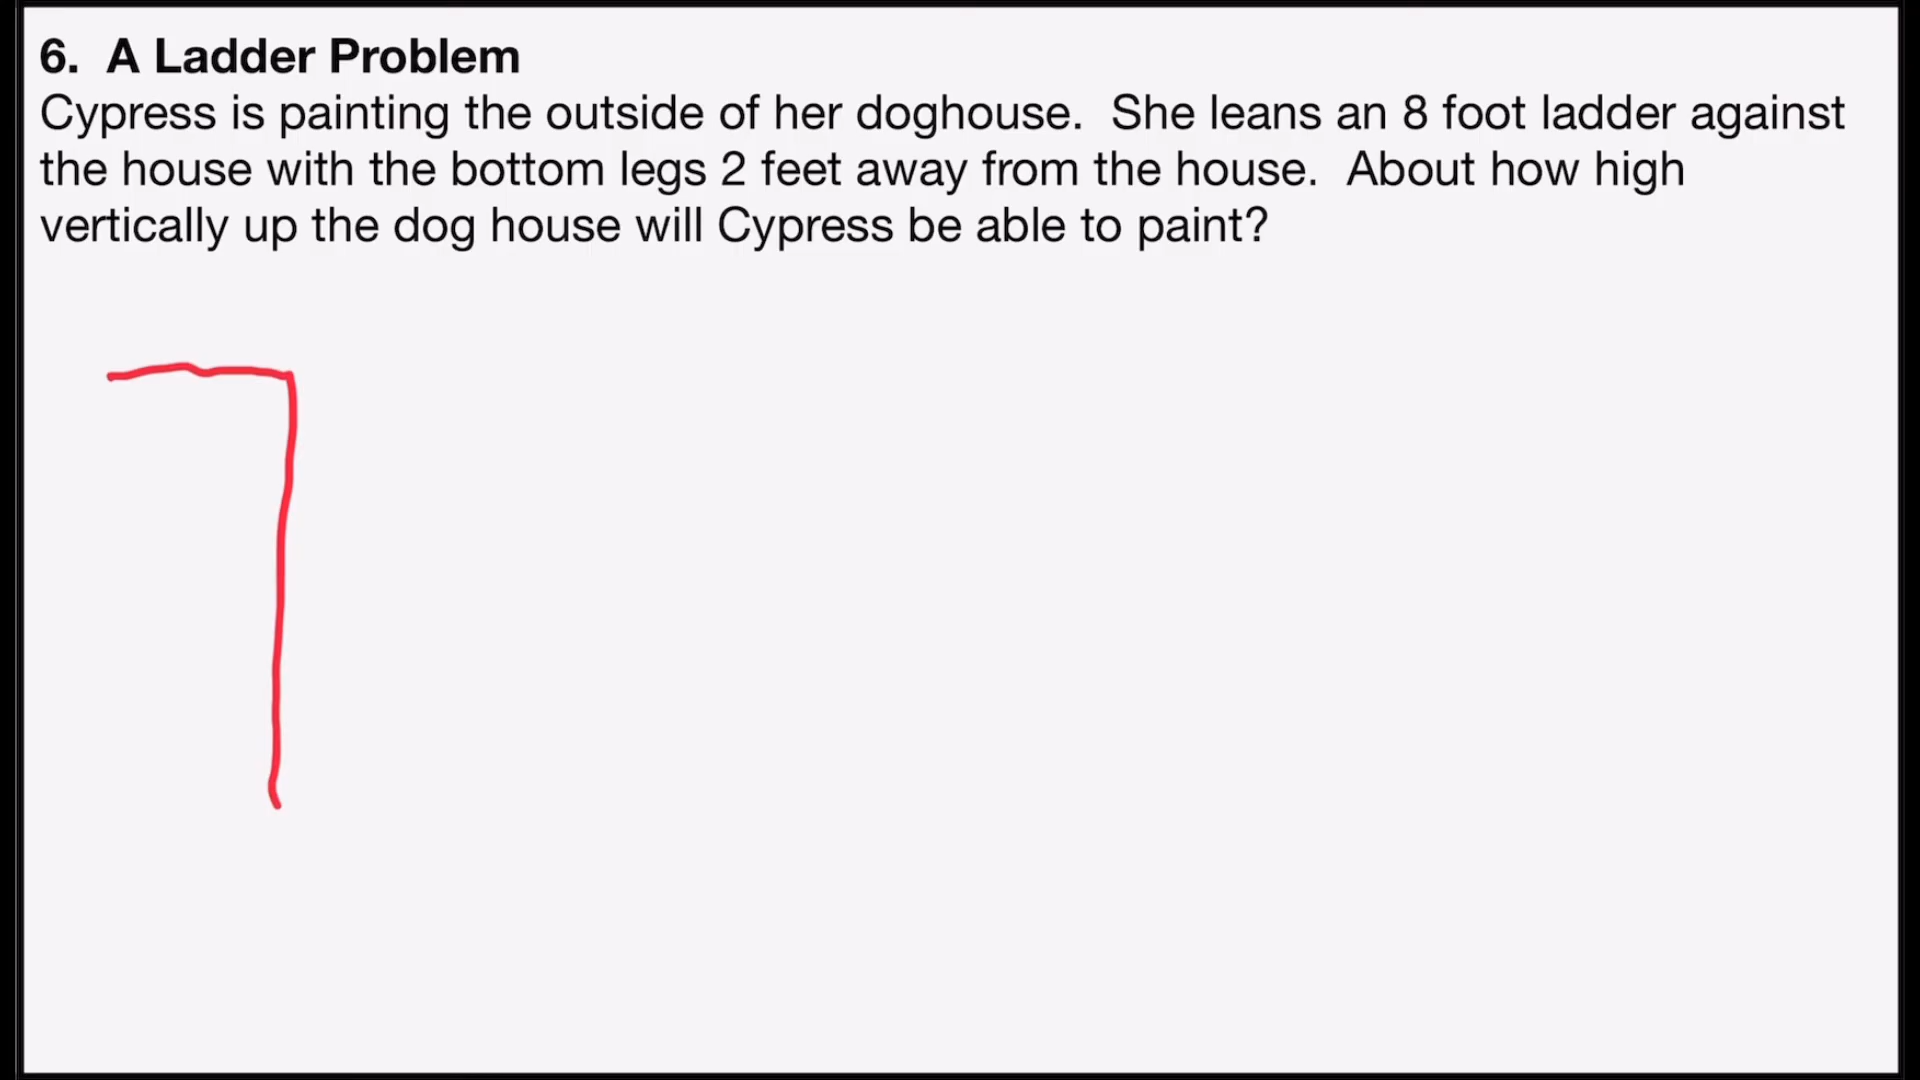 6. A Ladder Problem
Cypress is painting the outside of her doghouse. She leans an 8 foot ladder against
the house with the bottom legs 2 feet away from the house. About how high
vertically up the dog house will Cypress be able to paint?